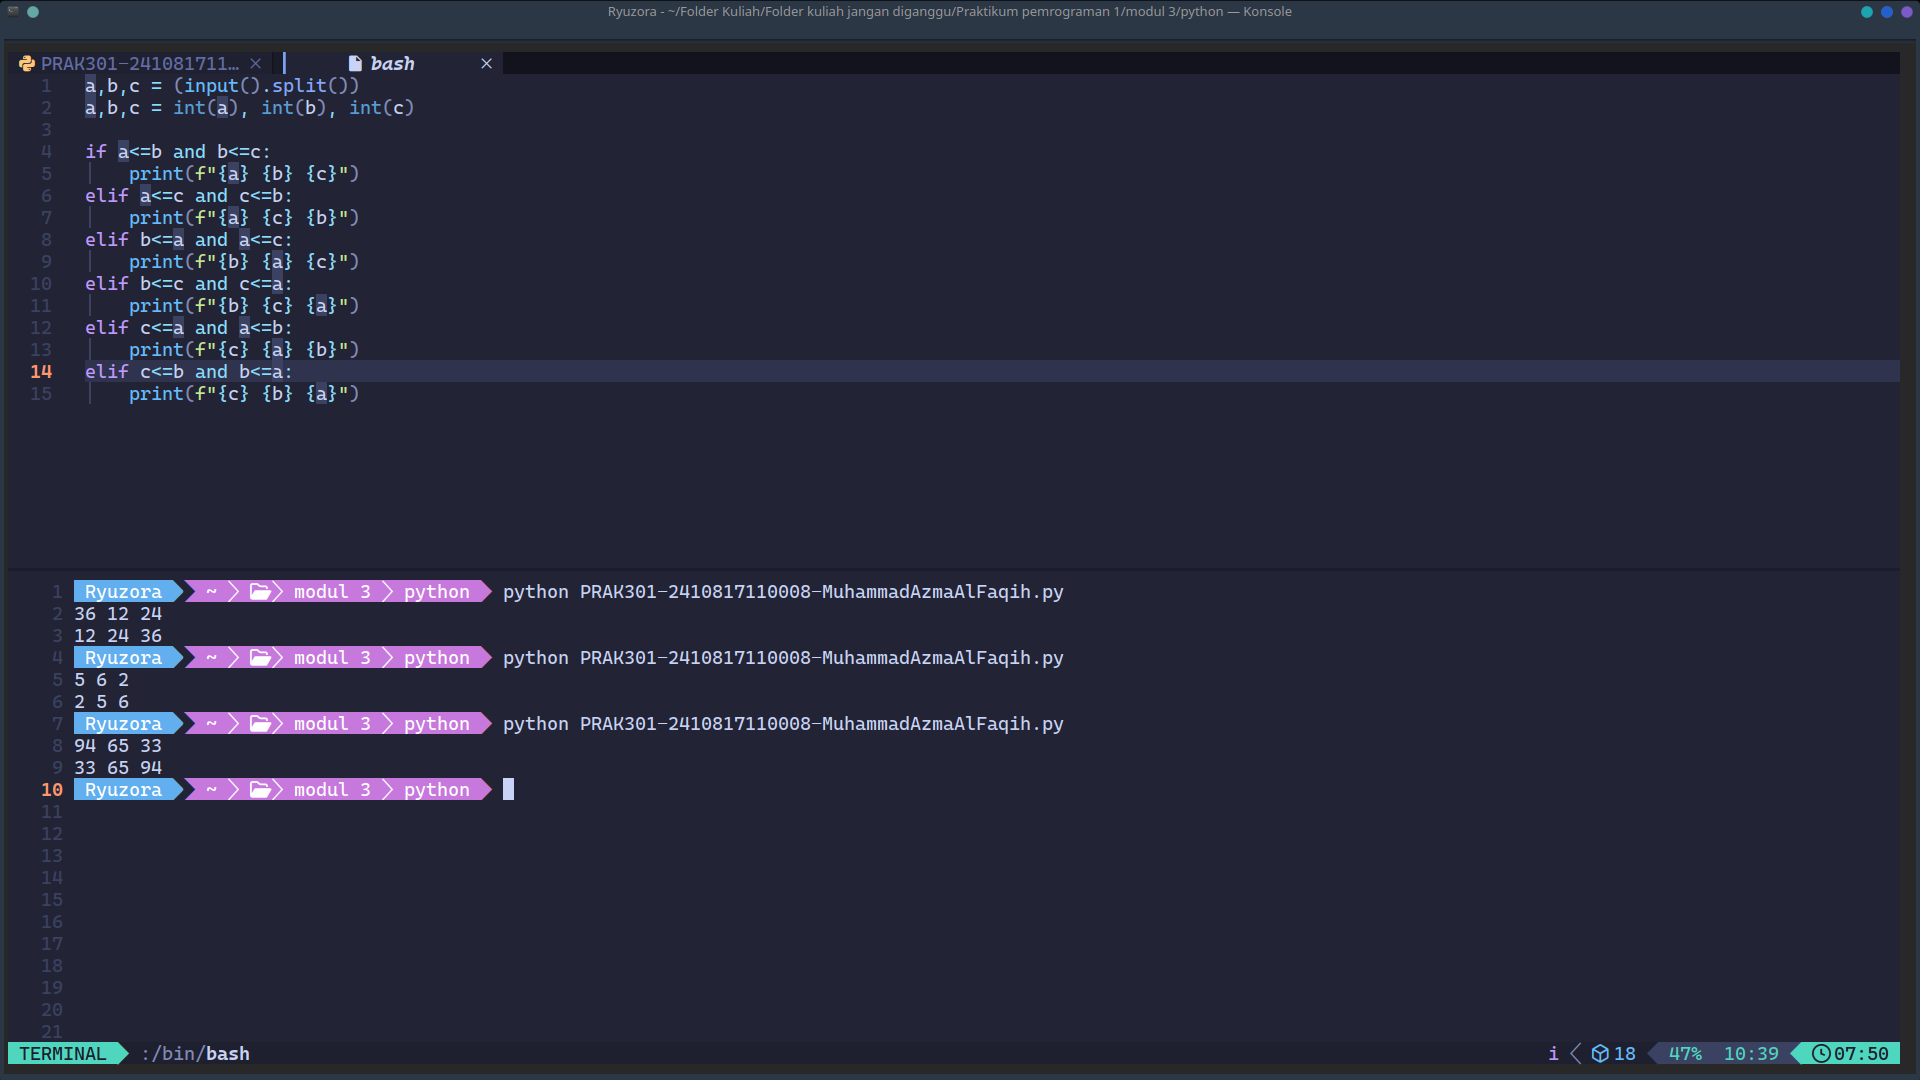 Ryuzora - ~/Folder Kuliah/Folder kuliah jangan diganggu/Praktikum pemrograman 1/modul 3/python — Konsole
PRAK301-241081711… × bash ×
1 a,b,c = (input().split())
2 a,b,c = int(a), int(b), int(c)
3
4 if a<=b and b<=c:
5 print(f"{a} {b} {c}")
6 elif a<=c and c<=b:
7 print(f"{a} {c} {b}")
8 elif b<=a and a<=c:
9 print(f"{b} {a} {c}")
10 elif b<=c and c<=a:
11 print(f"{b} {c} {a}")
12 elif c<=a and a<=b:
13 print(f"{c} {a} {b}")
14 elif c<=b and b<=a:
15 print(f"{c} {b} {a}")
1 Ryuzora ~ modul 3 python python PRAK301-2410817110008-MuhammadAzmaAlFaqih.py
2 36 12 24
3 12 24 36
4 Ryuzora ~ modul 3 python python PRAK301-2410817110008-MuhammadAzmaAlFaqih.py
5 5 6 2
6 2 5 6
7 Ryuzora ~ modul 3 python python PRAK301-2410817110008-MuhammadAzmaAlFaqih.py
8 94 65 33
9 33 65 94
10 Ryuzora ~ modul 3 python
11
12
13
14
15
16
17
18
19
20
21
TERMINAL :/bin/bash i 18 47% 10:39 07:50